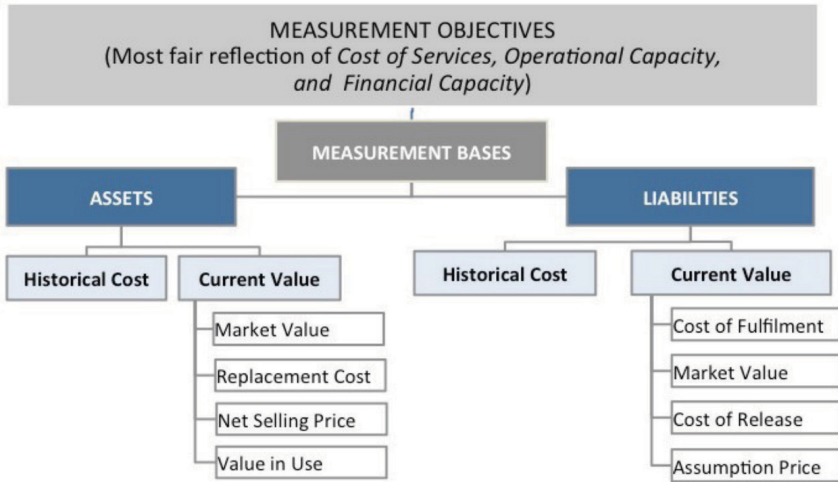 MEASUREMENT OBJECTIVES
(Most fair reflection of Cost of Services, Operational Capacity,
and Financial Capacity)
MEASUREMENT BASES
ASSETS
LIABILITIES
Historical Cost
Current Value
Historical Cost
Current Value
Market Value
Replacement Cost
Net Selling Price
Value in Use
Cost of Fulfilment
Market Value
Cost of Release
Assumption Price